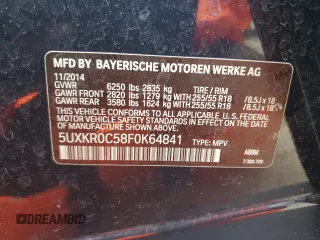 MFD BY BAYERISCHE MOTOREN WERKE AG
11/2014
GVWR 6250 lbs 2835 kg TIRE / RIM
GAWR FRONT 2820 lbs 1279 kg WITH 255/55 R18 /8.5J x 18
GAWR REAR 3580 lbs 1624 kg WITH 255/55 R18 /8.5J x 18
THIS VEHICLE CONFORMS TO ALL APPLICABLE U.S. FEDERAL
MOTOR VEHICLE SAFETY STANDARDS IN EFFECT ON THE
DATE OF MANUFACTURE SHOWN ABOVE.
5UXKR0C58F0K64841 TYPE: MPV
DREAMBID